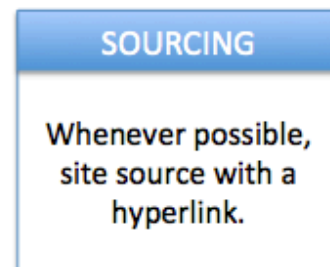 SOURCING
Whenever possible,
site source with a
hyperlink.